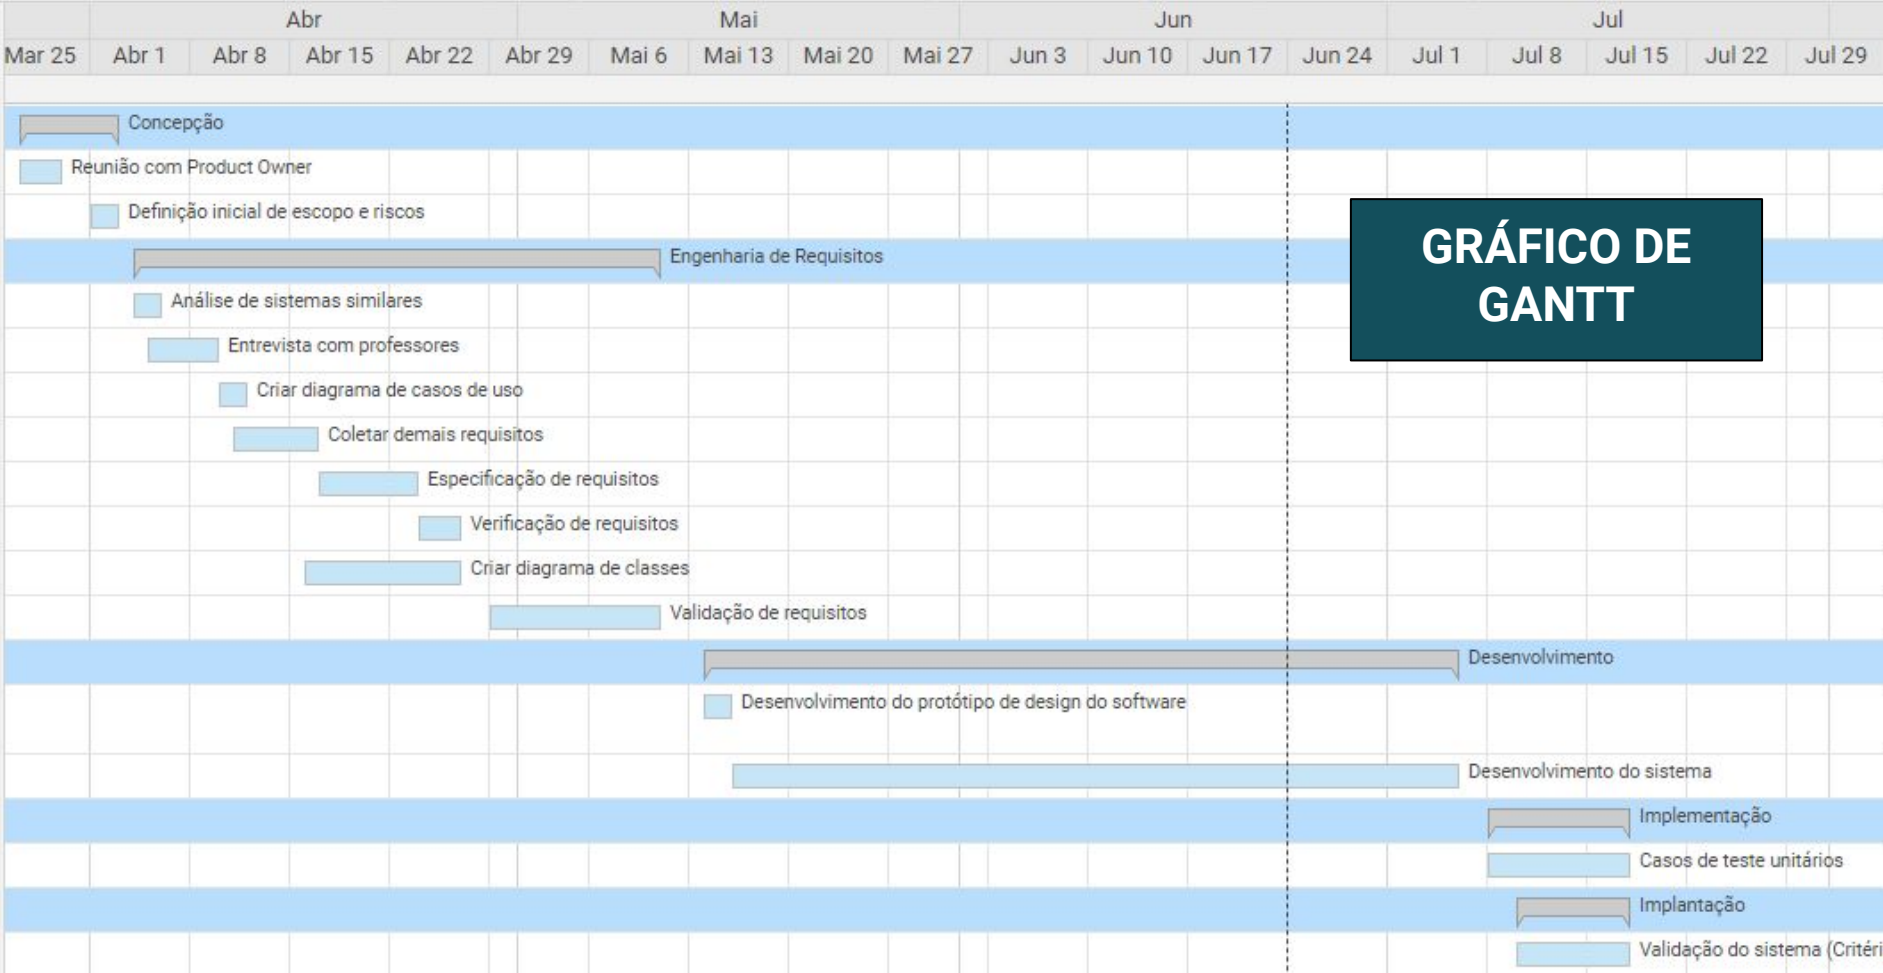 Abr Mai Jun Jul
Mar 25 Abr 1 Abr 8 Abr 15 Abr 22 Abr 29 Mai 6 Mai 13 Mai 20 Mai 27 Jun 3 Jun 10 Jun 17 Jun 24 Jul 1 Jul 8 Jul 15 Jul 22 Jul 29
Concepção
Reunião com Product Owner
Definição inicial de escopo e riscos
GRÁFICO DE
GANTT
Engenharia de Requisitos
Análise de sistemas similares
Entrevista com professores
Criar diagrama de casos de uso
Coletar demais requisitos
Especificação de requisitos
Verificação de requisitos
Criar diagrama de classes
Validação de requisitos
Desenvolvimento
Desenvolvimento do protótipo de design do software
Desenvolvimento do sistema
Implementação
Casos de teste unitários
Implantação
Validação do sistema (Critéri